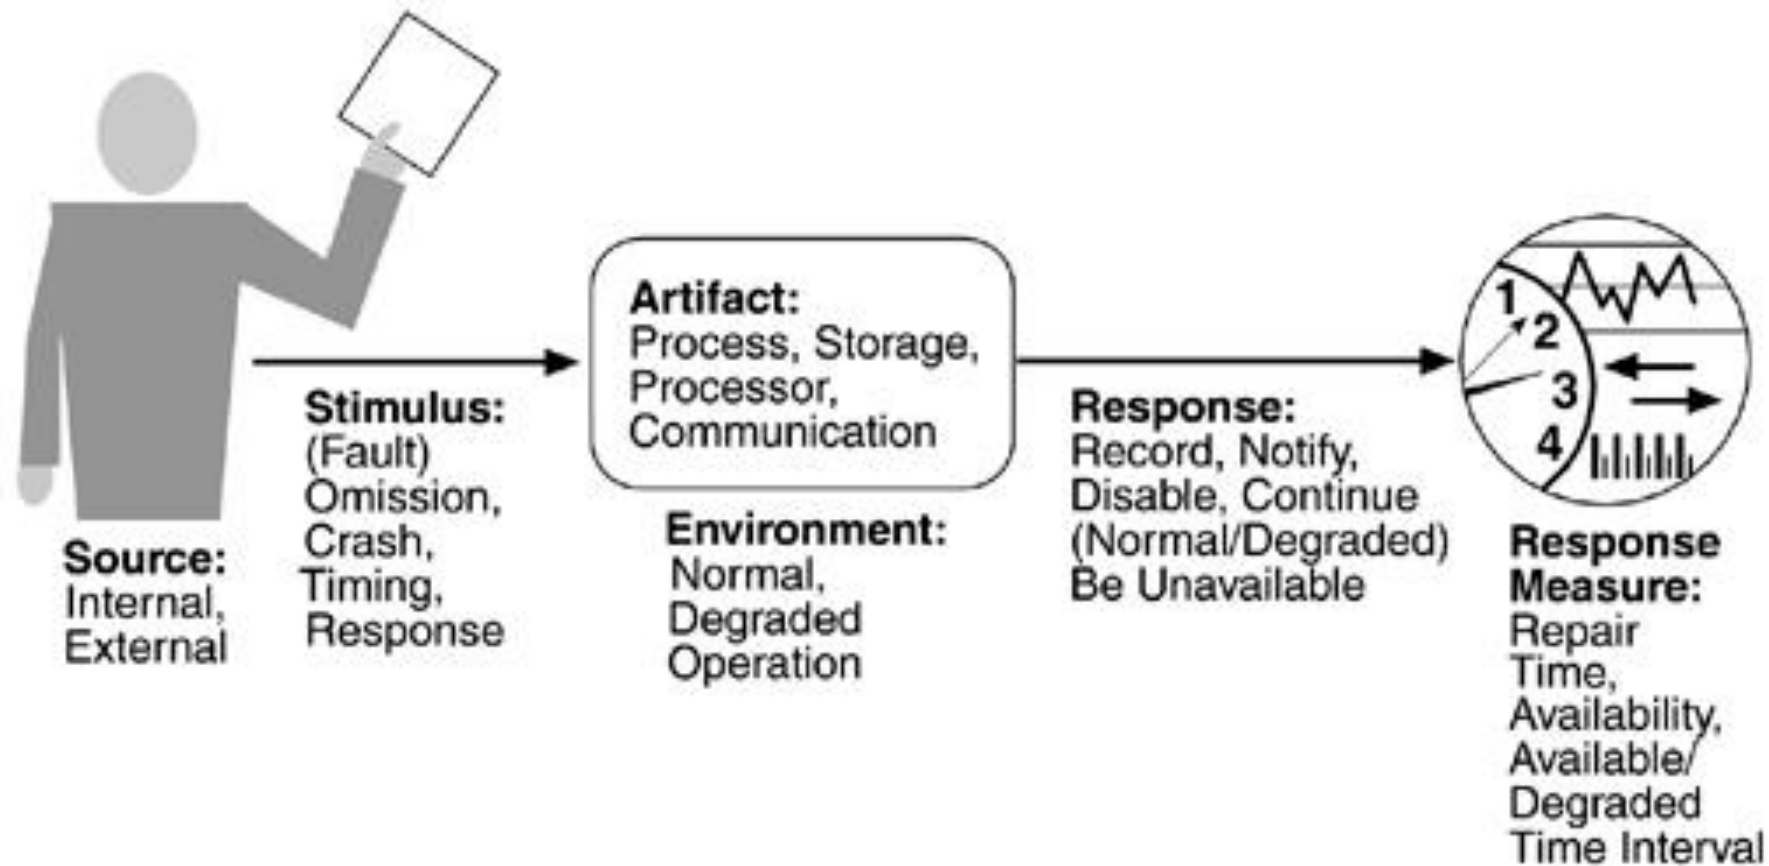 Source:
Internal,
External
Stimulus:
(Fault)
Omission,
Crash,
Timing,
Response
Artifact:
Process, Storage,
Processor,
Communication
Environment:
Normal,
Degraded
Operation
Response:
Record, Notify,
Disable, Continue
(Normal/Degraded)
Be Unavailable
1
2
3
4
Response
Measure:
Repair
Time,
Availability,
Available/
Degraded
Time Interval